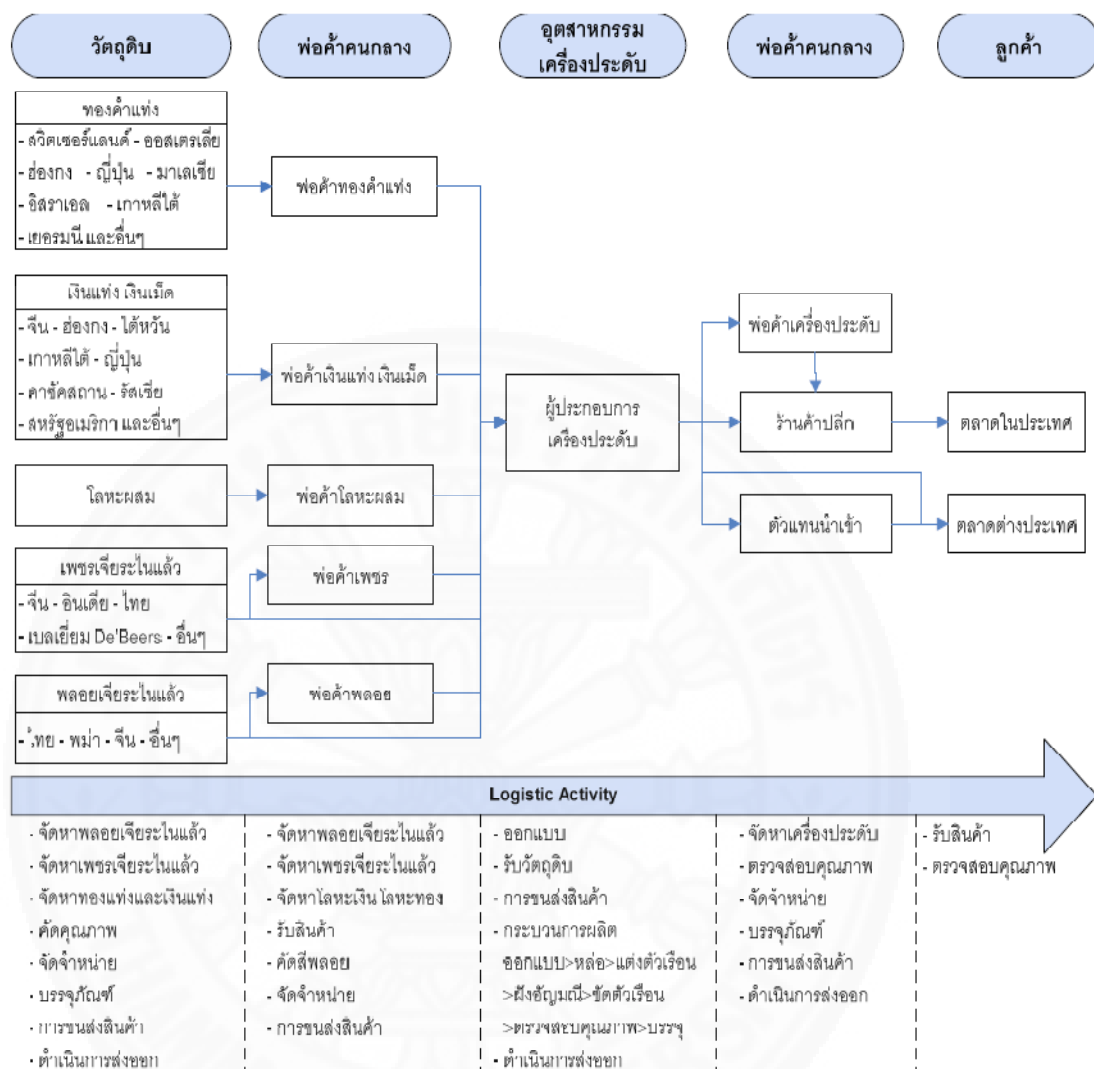 วัตถุดิบ
พ่อค้าคนกลาง
อุตสาหกรรม
เครื่องประดับ
พ่อค้าคนกลาง
ลูกค้า
ทองคำแท่ง
- สวิตเซอร์แลนด์ - ออสเตรเลีย
- ฮ่องกง - ญี่ปุ่น - มาเลเซีย
- อิสราเอล - เกาหลีใต้
- เยอรมนี และอื่นๆ
พ่อค้าทองคำแท่ง
เงินแท่ง เงินเม็ด
- จีน - ฮ่องกง - ไต้หวัน
- เกาหลีใต้ - ญี่ปุ่น
- คาซัคสถาน - รัสเซีย
- สหรัฐอเมริกา และอื่นๆ
พ่อค้าเงินแท่ง เงินเม็ด
โลหะผสม
พ่อค้าโลหะผสม
เพชรเจียระไนแล้ว
- จีน - อินเดีย - ไทย
- เบลเยี่ยม De'Beers - อื่นๆ
พ่อค้าเพชร
พลอยเจียระไนแล้ว
- ไทย - พม่า - จีน - อื่นๆ
พ่อค้าพลอย
ผู้ประกอบการ
เครื่องประดับ
พ่อค้าเครื่องประดับ
ร้านค้าปลีก
ตัวแทนนำเข้า
ตลาดในประเทศ
ตลาดต่างประเทศ
Logistic Activity
- จัดหาพลอยเจียระไนแล้ว
- จัดหาเพชรเจียระไนแล้ว
- จัดหาทองแท่งและเงินแท่ง
- คัดคุณภาพ
- จัดจำหน่าย
- บรรจุภัณฑ์
- การขนส่งสินค้า
- ดำเนินการส่งออก
- จัดหาพลอยเจียระไนแล้ว
- จัดหาเพชรเจียระไนแล้ว
- จัดหาโลหะเงิน โลหะทอง
- รับสินค้า
- คัดสีพลอย
- จัดจำหน่าย
- การขนส่งสินค้า
- ออกแบบ
- รับวัตถุดิบ
- การขนส่งสินค้า
- กระบวนการผลิต
ออกแบบ>หล่อ>แต่งตัวเรือน
>ฝังอัญมณี>ขัดตัวเรือน
>ตรวจสอบคุณภาพ>บรรจุ
- ดำเนินการส่งออก
- จัดหาเครื่องประดับ
- ตรวจสอบคุณภาพ
- จัดจำหน่าย
- บรรจุภัณฑ์
- การขนส่งสินค้า
- ดำเนินการส่งออก
- รับสินค้า
- ตรวจสอบคุณภาพ